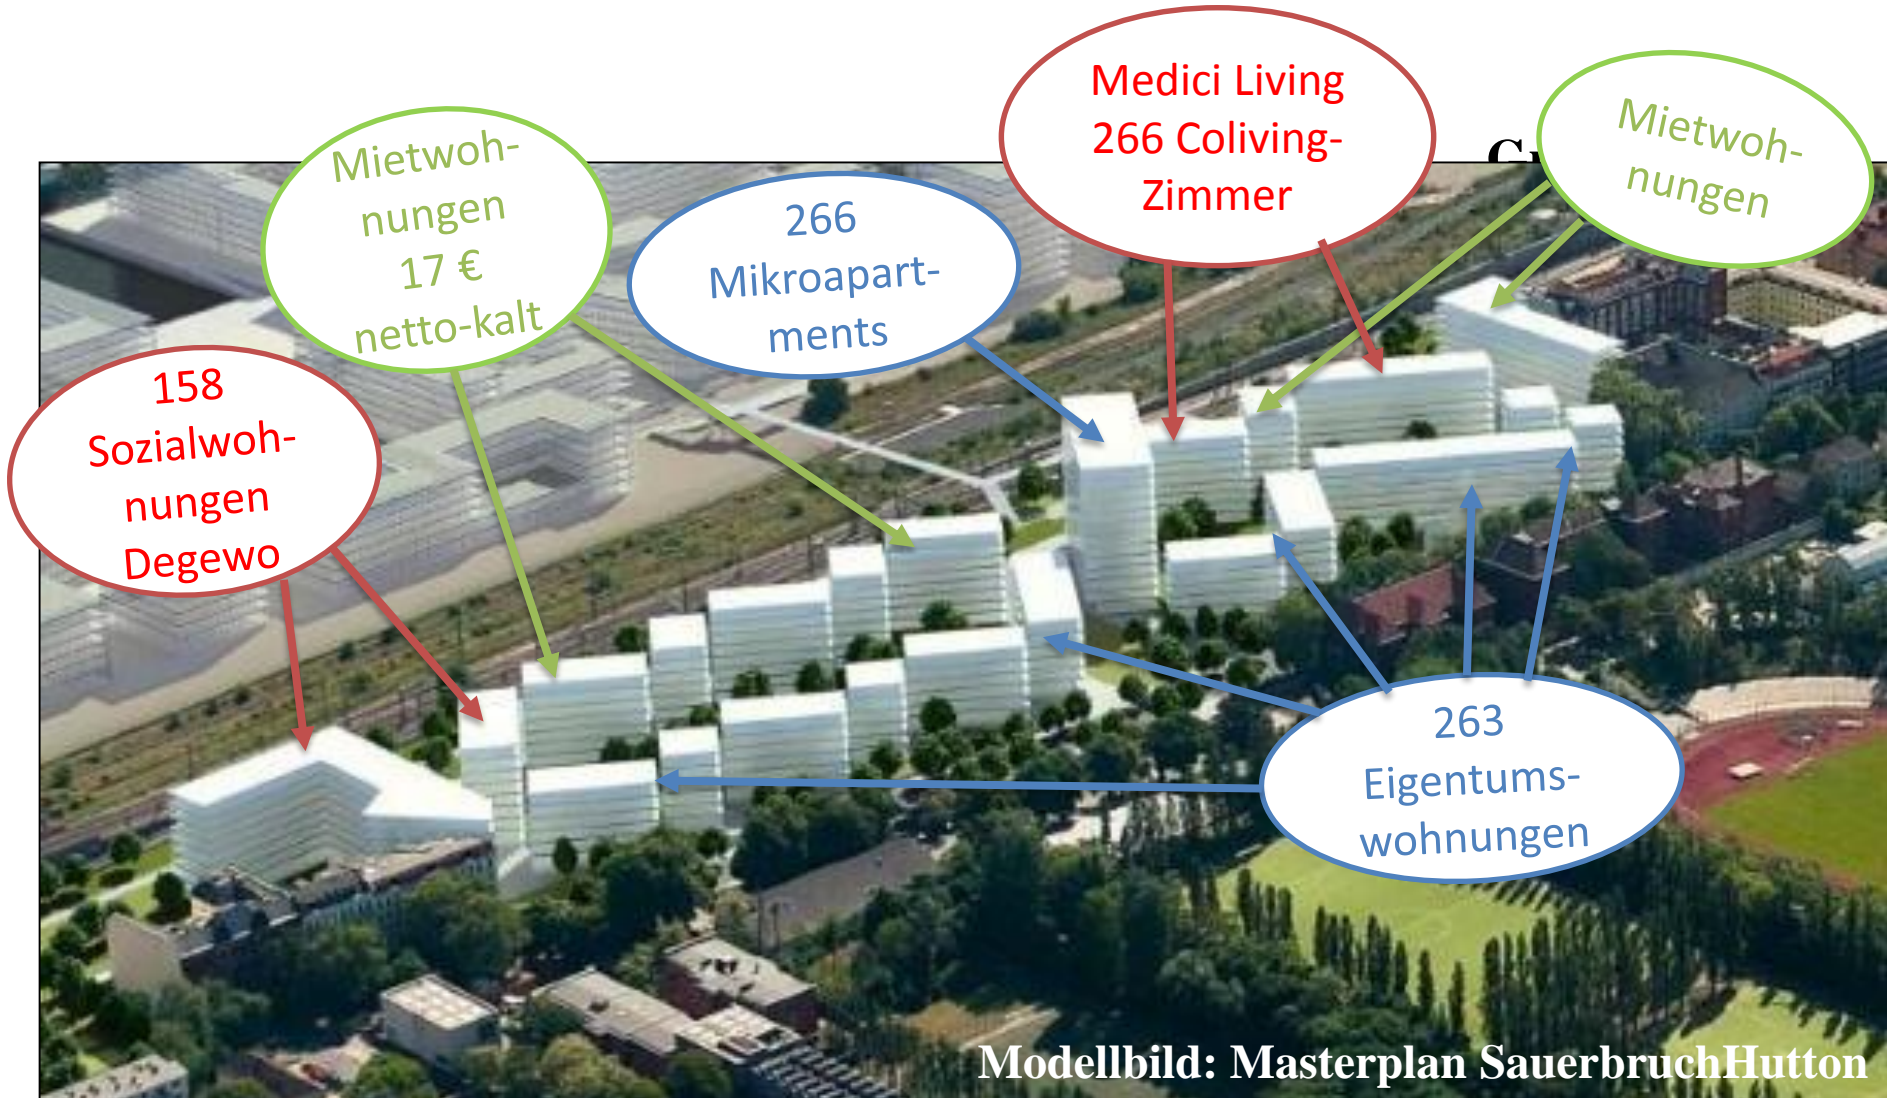 Medici Living
266 Coliving-
Zimmer
Mietwoh-
nungen
Mietwoh-
nungen
17 €
netto-kalt
266
Mikroapart-
ments
158
Sozialwoh-
nungen
Degewo
263
Eigentums-
wohnungen
Modellbild: Masterplan SauerbruchHutton